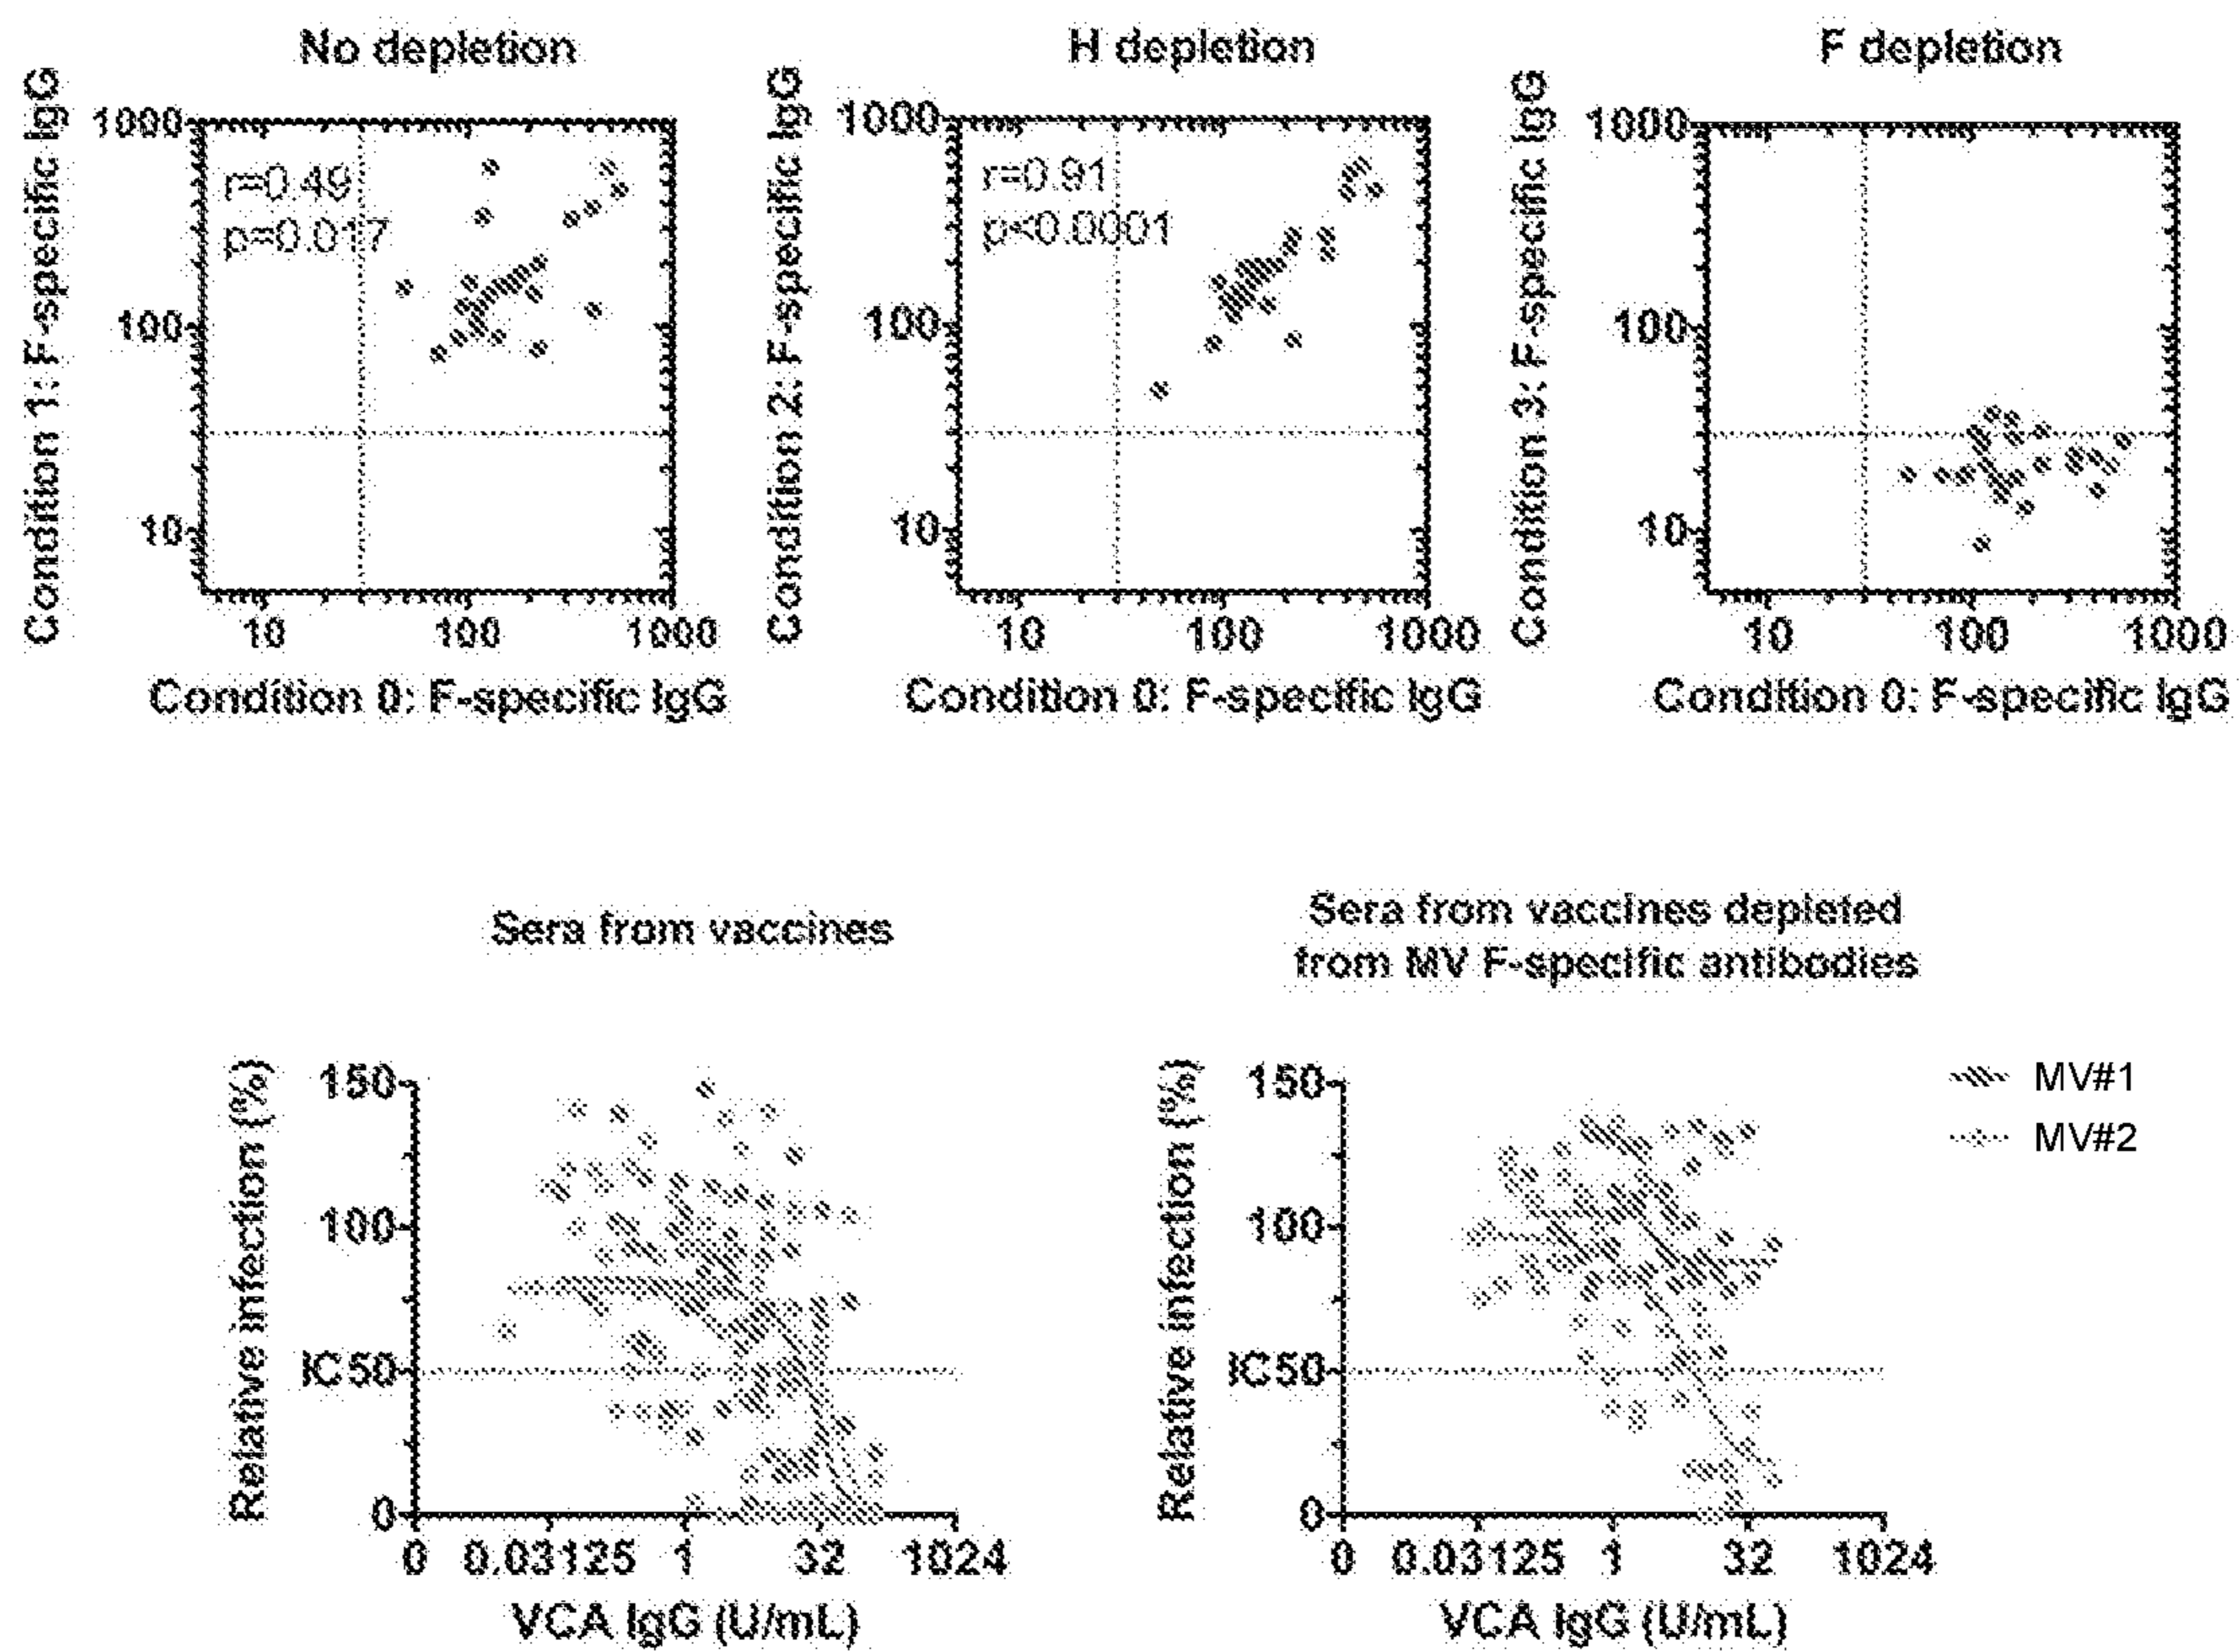 No depletion
H depletion
F depletion
Condition 1: F-specific IgG
1000
100
10
r=0.49
p=0.017
10
100
1000
Condition 0: F-specific IgG
Condition 2: F-specific IgG
1000
100
10
r=0.91
p<0.0001
10
100
1000
Condition 0: F-specific IgG
Condition 3: F-specific IgG
1000
100
10
10
100
1000
Condition 0: F-specific IgG
Sera from vaccines
Relative infection (%)
150
100
IC50
0
0
0.03125
1
32
1024
VCA IgG (U/mL)
Sera from vaccines depleted
from MV F-specific antibodies
Relative infection (%)
150
100
IC50
0
0
0.03125
1
32
1024
VCA IgG (U/mL)
MV#1
MV#2